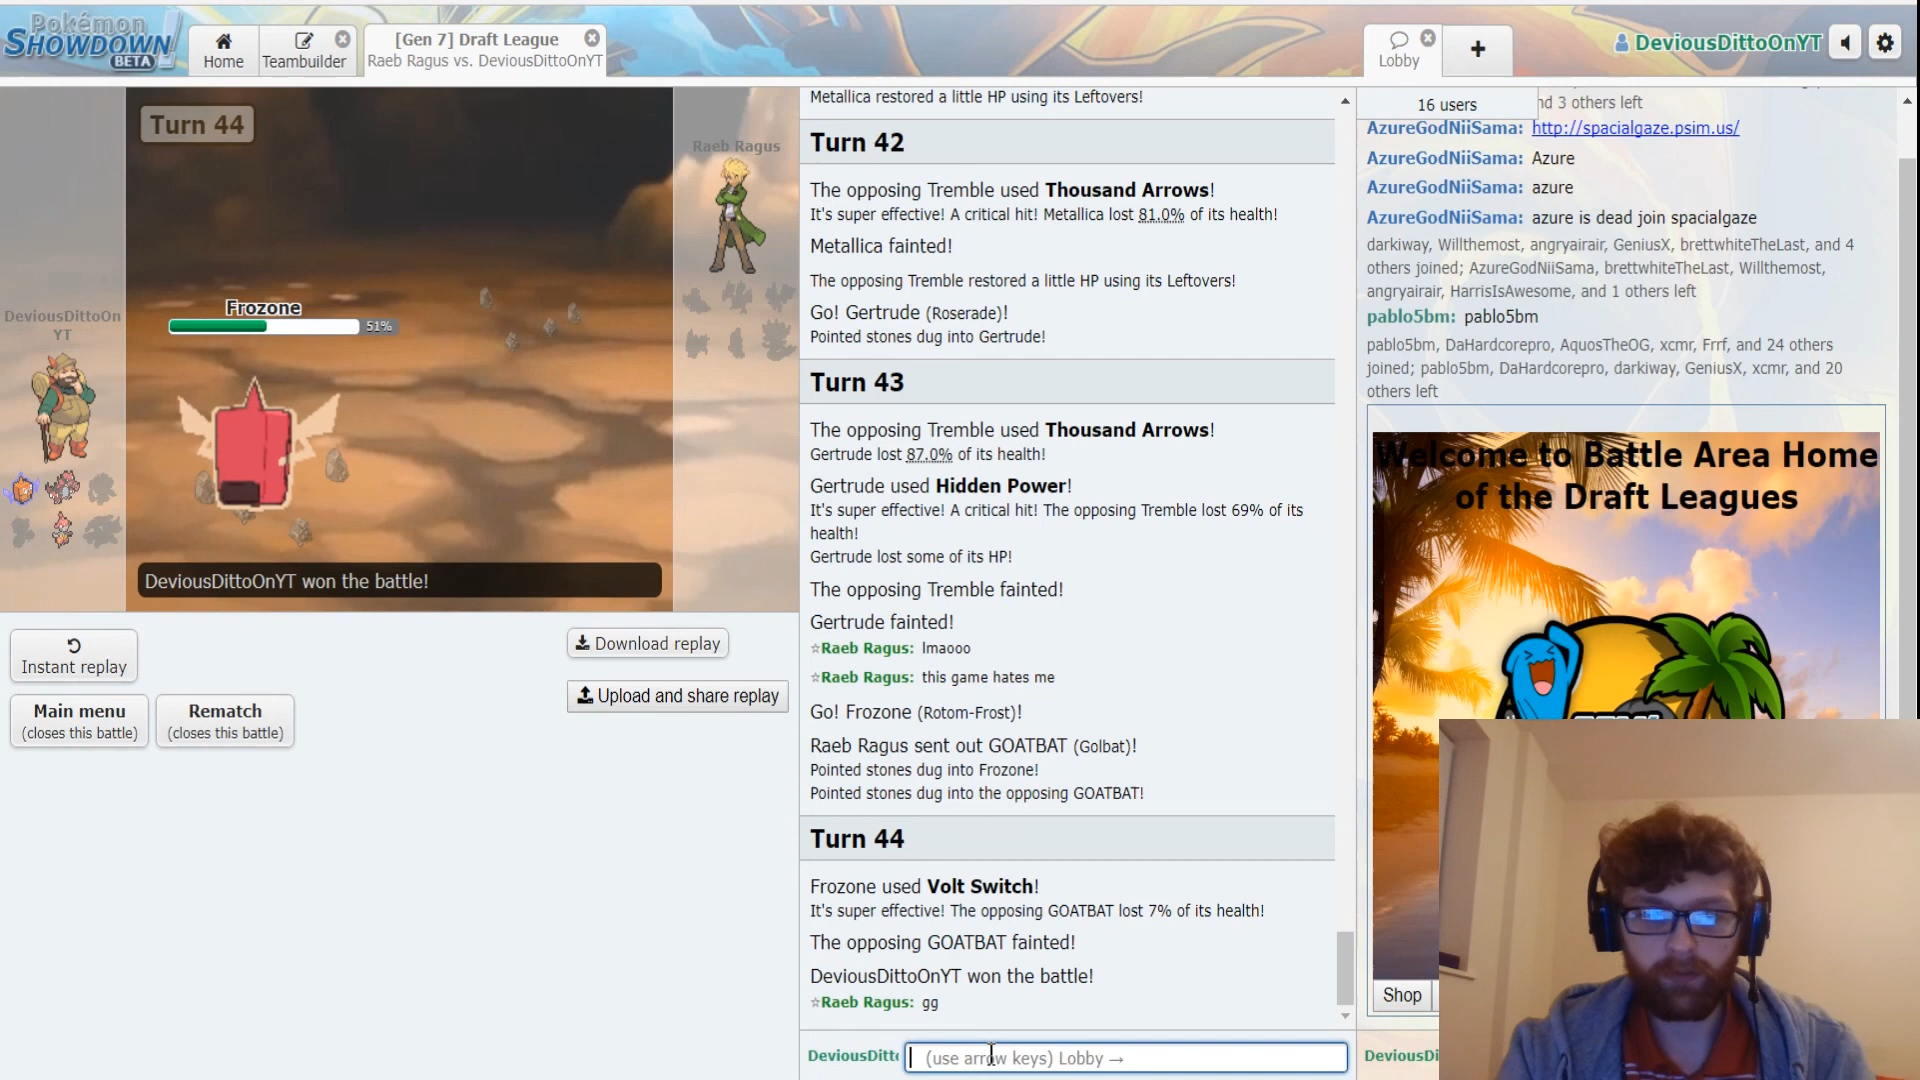 Pokémon
SHOWDOWN!
BETA
Home
Teambuilder
[Gen 7] Draft League
Raeb Ragus vs. DeviousDittoOnYT
Lobby
+
DeviousDittoOnYT
Turn 44
Raeb Ragus
DeviousDittoOn
YT
Frozone
51%
DeviousDittoOnYT won the battle!
Instant replay
Download replay
Upload and share replay
Main menu
(closes this battle)
Rematch
(closes this battle)
Metallica restored a little HP using its Leftovers!
Turn 42
The opposing Tremble used Thousand Arrows!
It's super effective! A critical hit! Metallica lost 81.0% of its health!
Metallica fainted!
The opposing Tremble restored a little HP using its Leftovers!
Go! Gertrude (Roserade)!
Pointed stones dug into Gertrude!
Turn 43
The opposing Tremble used Thousand Arrows!
Gertrude lost 87.0% of its health!
Gertrude used Hidden Power!
It's super effective! A critical hit! The opposing Tremble lost 69% of its
health!
Gertrude lost some of its HP!
The opposing Tremble fainted!
Gertrude fainted!
☆Raeb Ragus: lmaooo
☆Raeb Ragus: this game hates me
Go! Frozone (Rotom-Frost)!
Raeb Ragus sent out GOATBAT (Golbat)!
Pointed stones dug into Frozone!
Pointed stones dug into the opposing GOATBAT!
Turn 44
Frozone used Volt Switch!
It's super effective! The opposing GOATBAT lost 7% of its health!
The opposing GOATBAT fainted!
DeviousDittoOnYT won the battle!
☆Raeb Ragus: gg
DeviousDitt
(use arrow keys) Lobby →
16 users
nd 3 others left
AzureGodNiiSama: http://spacialgaze.psim.us/
AzureGodNiiSama: Azure
AzureGodNiiSama: azure
AzureGodNiiSama: azure is dead join spacialgaze
darkiway, Willthemost, angryairair, GeniusX, brettwhiteTheLast, and 4
others joined; AzureGodNiiSama, brettwhiteTheLast, Willthemost,
angryairair, HarrisIsAwesome, and 1 others left
pablo5bm: pablo5bm
pablo5bm, DaHardcorepro, AquosTheOG, xcmr, Frrf, and 24 others
joined; pablo5bm, DaHardcorepro, darkiway, GeniusX, xcmr, and 20
others left
Welcome to Battle Area Home
of the Draft Leagues
Shop
DeviousDi